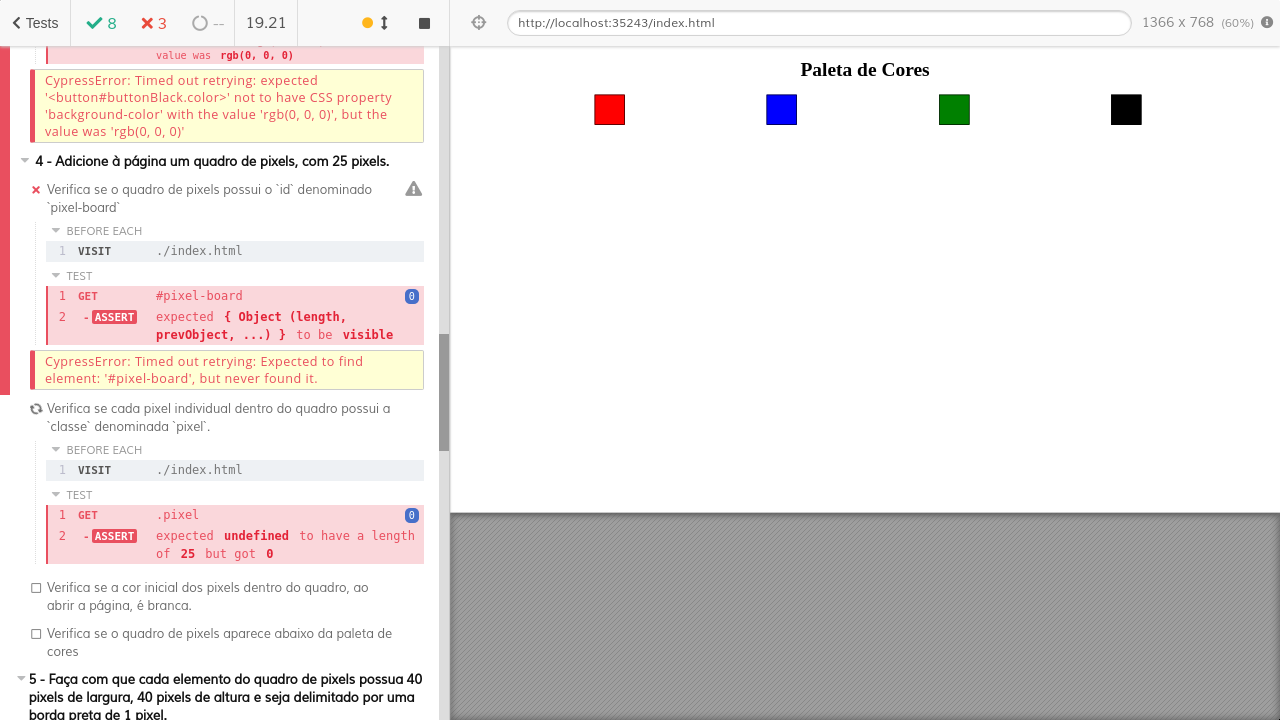 Tests
8
3
--
19.21
http://localhost:35243/index.html
1366 x 768 (60%)
value was rgb(0, 0, 0)
CypressError: Timed out retrying: expected
'<button#buttonBlack.color>' not to have CSS property
'background-color' with the value 'rgb(0, 0, 0)', but the
value was 'rgb(0, 0, 0)'
4 - Adicione à página um quadro de pixels, com 25 pixels.
Verifica se o quadro de pixels possui o `id` denominado
`pixel-board`
BEFORE EACH
1 VISIT ./index.html
TEST
1 GET #pixel-board 0
2 - ASSERT expected { Object (length,
prevObject, ...) } to be visible
CypressError: Timed out retrying: Expected to find
element: '#pixel-board', but never found it.
Verifica se cada pixel individual dentro do quadro possui a
`classe` denominada `pixel`.
BEFORE EACH
1 VISIT ./index.html
TEST
1 GET .pixel 0
2 - ASSERT expected undefined to have a length
of 25 but got 0
Verifica se a cor inicial dos pixels dentro do quadro, ao
abrir a página, é branca.
Verifica se o quadro de pixels aparece abaixo da paleta de
cores
5 - Faça com que cada elemento do quadro de pixels possua 40
pixels de largura, 40 pixels de altura e seja delimitado por uma
borda preta de 1 pixel.
Paleta de Cores